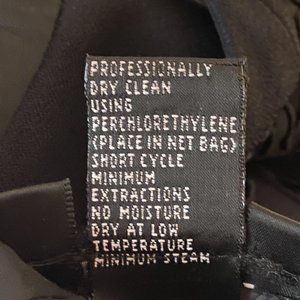 PROFESSIONALLY
DRY CLEAN
USING
PERCHLORETHYLENE
(PLACE IN NET BAG)
SHORT CYCLE
MINIMUM
EXTRACTIONS
NO MOISTURE
DRY AT LOW
TEMPERATURE
MINIMUM STEAM